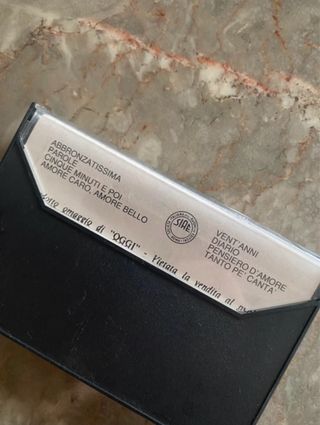 ABBRONZATISSIMA
PAROLE
CINQUE MINUTI E POI
AMORE CARO, AMORE BELLO
SIAE
VENT'ANNI
DIARIO
PENSIERO D'AMORE
TANTO PE' CANTA'
omaggio di "OGGI" - Vietata la vendita al